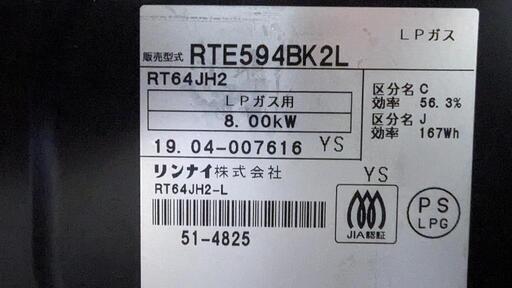 LPガス
販売型式 RTE594BK2L
RT64JH2
LPガス用
8.00kW
区分名 C
効率 56.3%
区分名 J
効率 167Wh
19.04-007616 YS
リンナイ株式会社
YS
RT64JH2-L
51-4825
JIA認証
PS
LPG